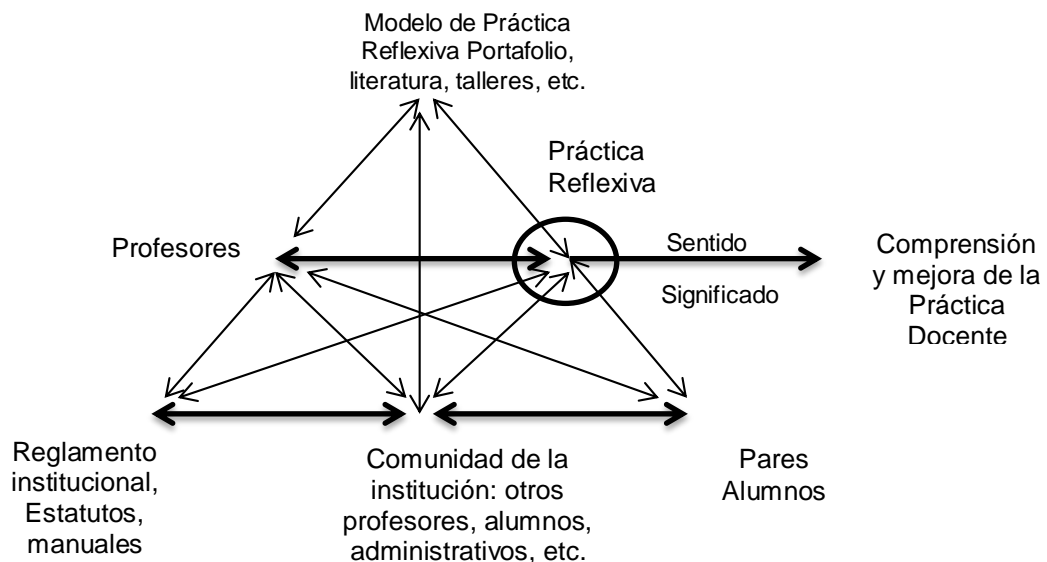 Modelo de Práctica
Reflexiva Portafolio,
literatura, talleres, etc.
Práctica
Reflexiva
Profesores
Sentido
Significado
Comprensión
y mejora de la
Práctica
Docente
Reglamento
institucional,
Estatutos,
manuales
Comunidad de la
institución: otros
profesores, alumnos,
administrativos, etc.
Pares
Alumnos